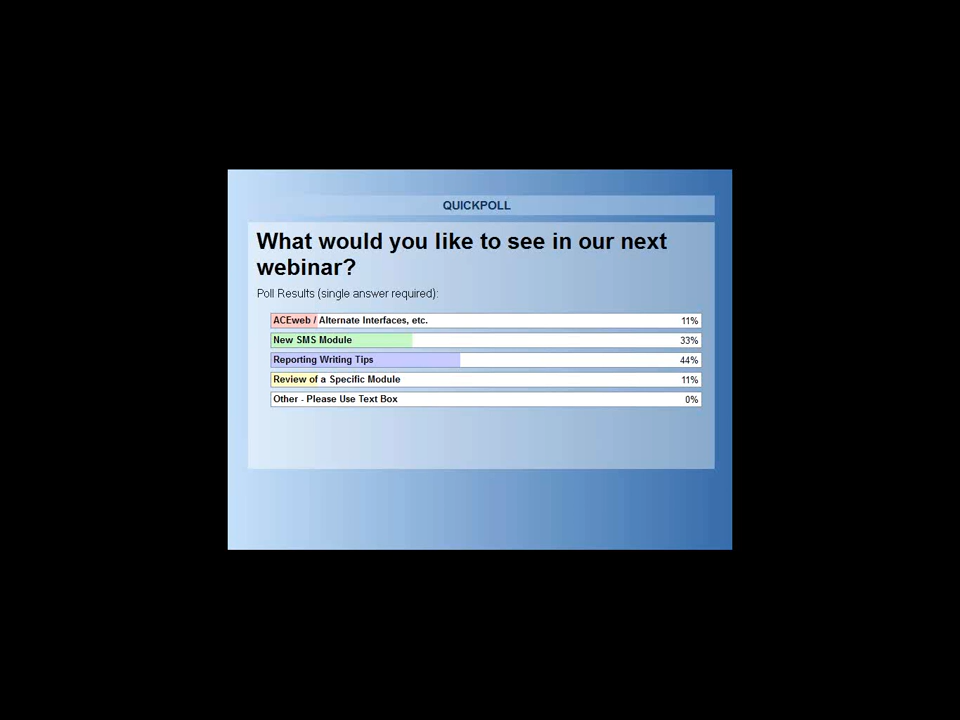 QUICKPOLL
What would you like to see in our next
webinar?
Poll Results (single answer required):
ACEweb / Alternate Interfaces, etc. 11%
New SMS Module 33%
Reporting Writing Tips 44%
Review of a Specific Module 11%
Other - Please Use Text Box 0%